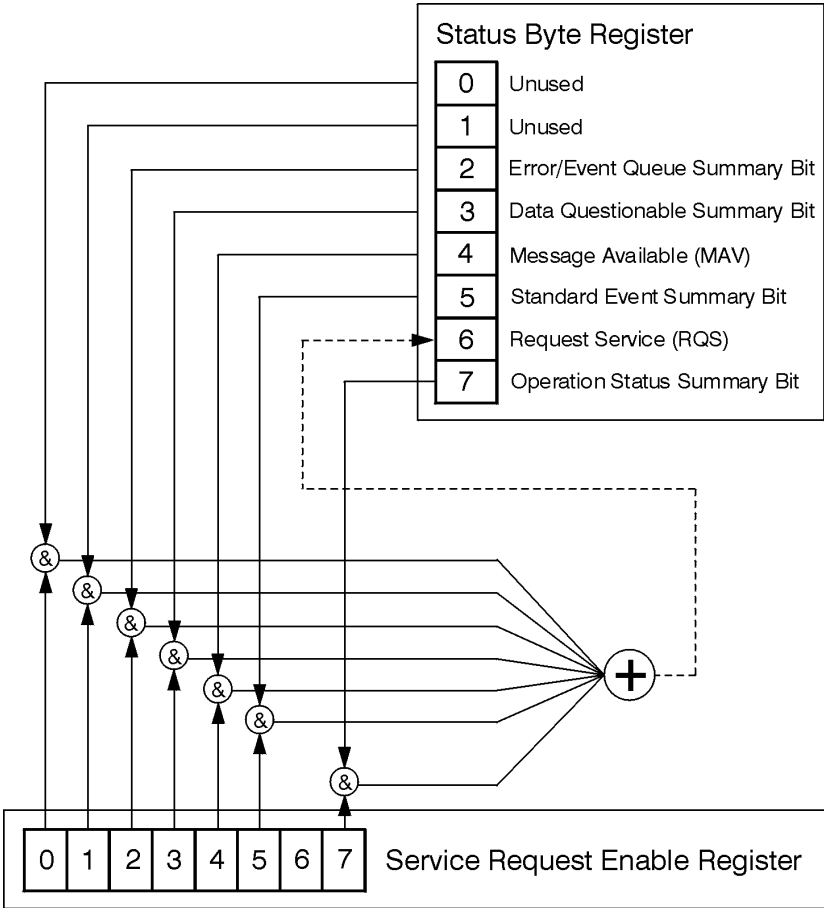 Status Byte Register
0 Unused
1 Unused
2 Error/Event Queue Summary Bit
3 Data Questionable Summary Bit
4 Message Available (MAV)
5 Standard Event Summary Bit
6 Request Service (RQS)
7 Operation Status Summary Bit
&
&
&
&
&
&
+
&
0 1 2 3 4 5 6 7 Service Request Enable Register